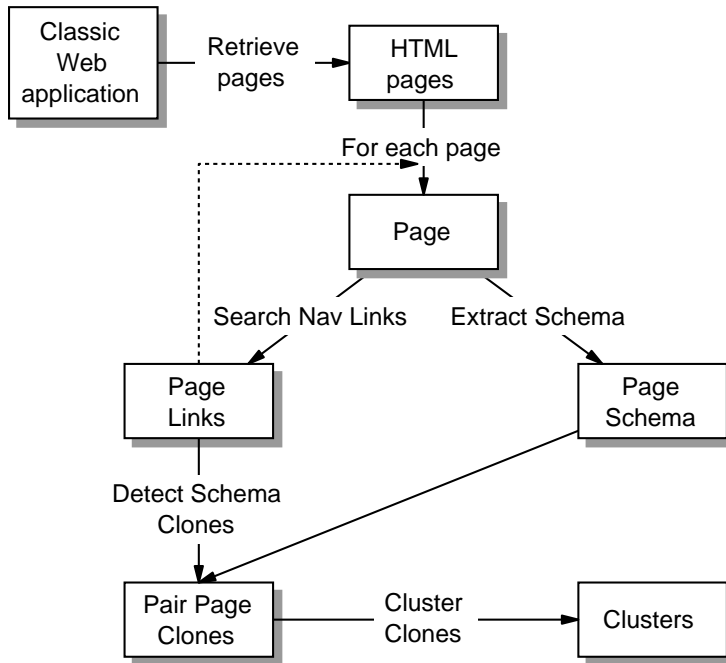 Classic
Web
application
Retrieve
pages
HTML
pages
For each page
Page
Search Nav Links
Extract Schema
Page
Links
Page
Schema
Detect Schema
Clones
Pair Page
Clones
Cluster
Clones
Clusters